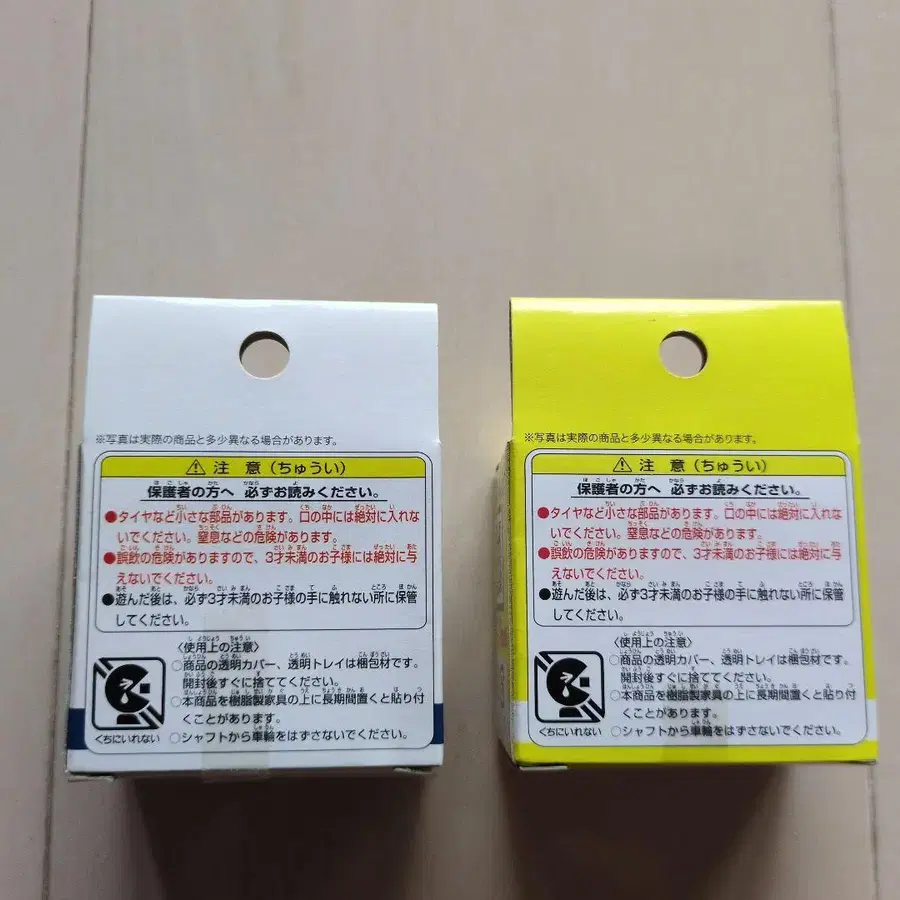 ※写真は実際の商品と多少異なる場合があります。
⚠ 注 意（ちゅうい）
保護者の方へ 必ずお読みください。
●タイヤなど小さな部品があります。口の中には絶対に入れな
いでください。窒息などの危険があります。
●誤飲の危険がありますので、3才未満のお子様には絶対に与
えないでください。
●遊んだ後は、必ず3才未満のお子様の手に触れない所に保管
してください。
〈使用上の注意〉
○商品の透明カバー、透明トレイは梱包材です。
開封後すぐに捨ててください。
○本商品を樹脂製家具の上に長期間置くと貼り付
くことがあります。
○シャフトから車輪をはずさないでください。
くちにいれない
※写真は実際の商品と多少異なる場合があります。
⚠ 注 意（ちゅうい）
保護者の方へ 必ずお読みください。
●タイヤなど小さな部品があります。口の中には絶対に入れな
いでください。窒息などの危険があります。
●誤飲の危険がありますので、3才未満のお子様には絶対に与
えないでください。
●遊んだ後は、必ず3才未満のお子様の手に触れない所に保管
してください。
〈使用上の注意〉
○商品の透明カバー、透明トレイは梱包材です。
開封後すぐに捨ててください。
○本商品を樹脂製家具の上に長期間置くと貼り付
くことがあります。
○シャフトから車輪をはずさないでください。
くちにいれない